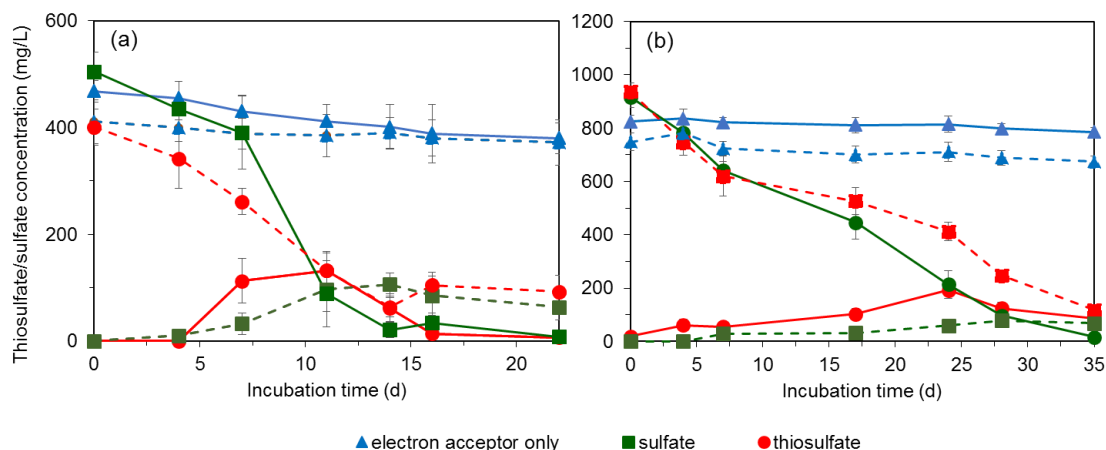 Thiosulfate/sulfate concentration (mg/L)
600
400
200
0
(a)
0 5 10 15 20
Incubation time (d)
1200
1000
800
600
400
200
0
(b)
0 5 10 15 20 25 30 35
Incubation time (d)
electron acceptor only sulfate thiosulfate